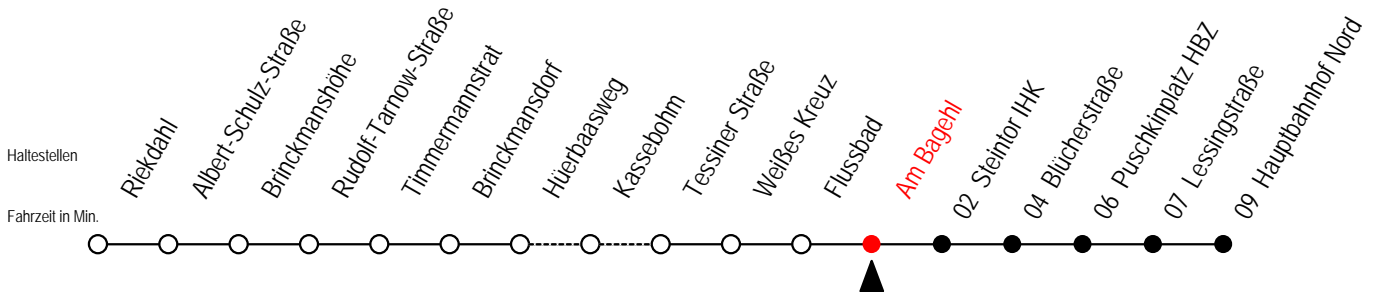 Haltestellen
Fahrzeit in Min.
Riekdahl
Albert-Schulz-Straße
Brinckmanshöhe
Rudolf-Tarnow-Straße
Timmermannstrat
Brinckmansdorf
Hüerbaasweg
Kassebohm
Tessiner Straße
Weißes Kreuz
Flussbad
Am Bagehl
02 Steintor IHK
04 Blücherstraße
06 Puschkinplatz HBZ
07 Lessingstraße
09 Hauptbahnhof Nord